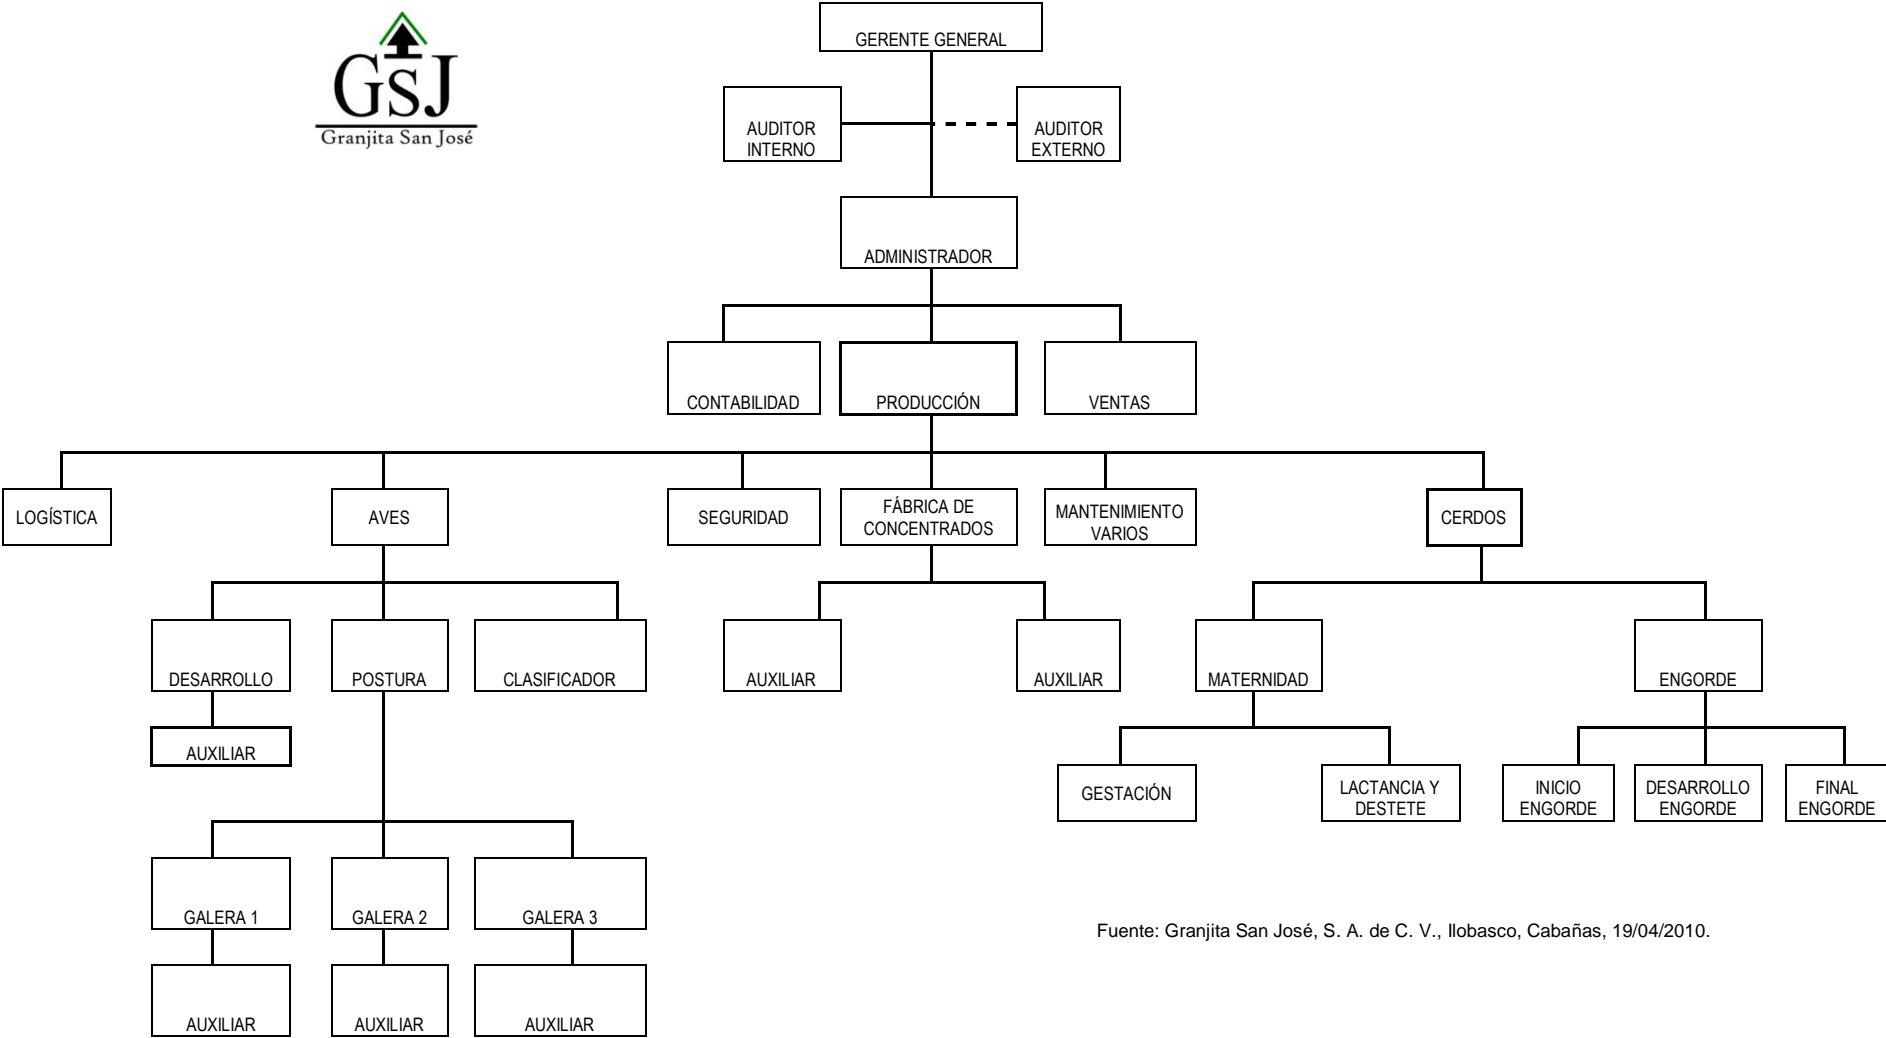 GERENTE GENERAL
GSJ
Granjita San José
AUDITOR
INTERNO
AUDITOR
EXTERNO
ADMINISTRADOR
CONTABILIDAD
PRODUCCIÓN
VENTAS
LOGÍSTICA
AVES
SEGURIDAD
FÁBRICA DE
CONCENTRADOS
MANTENIMIENTO
VARIOS
CERDOS
DESARROLLO
POSTURA
CLASIFICADOR
AUXILIAR
AUXILIAR
MATERNIDAD
ENGORDE
AUXILIAR
GESTACIÓN
LACTANCIA Y
DESTETE
INICIO
ENGORDE
DESARROLLO
ENGORDE
FINAL
ENGORDE
GALERA 1
GALERA 2
GALERA 3
Fuente: Granjita San José, S. A. de C. V., Ilobasco, Cabañas, 19/04/2010.
AUXILIAR
AUXILIAR
AUXILIAR